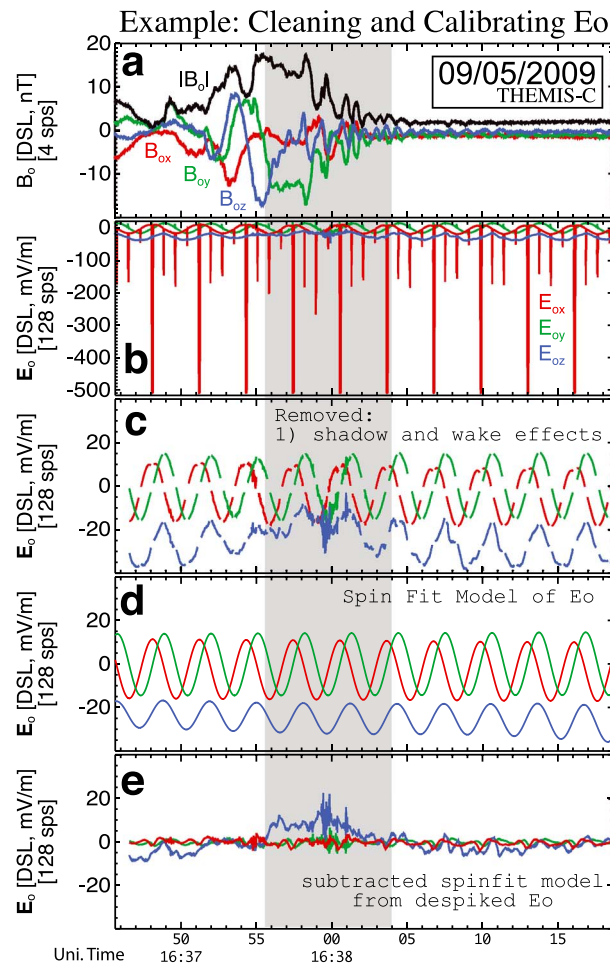 Example: Cleaning and Calibrating Eo
a
|Bₒ|
09/05/2009
THEMIS-C
Bₒₓ
Bₒᵧ
B₀z
20
10
0
-10
Bₒ [DSL, nT]
[4 sps]
b
0
-100
-200
-300
-400
-500
Eₒ [DSL, mV/m]
[128 sps]
Eₒₓ
Eₒᵧ
E₀z
c
Removed:
1) shadow and wake effects
20
0
-20
Eₒ [DSL, mV/m]
[128 sps]
d
Spin Fit Model of Eo
20
0
-20
Eₒ [DSL, mV/m]
[128 sps]
e
20
0
-20
Eₒ [DSL, mV/m]
[128 sps]
subtracted spinfit model
from despiked Eo
50 55 00 05 10 15
Uni. Time 16:37 16:38